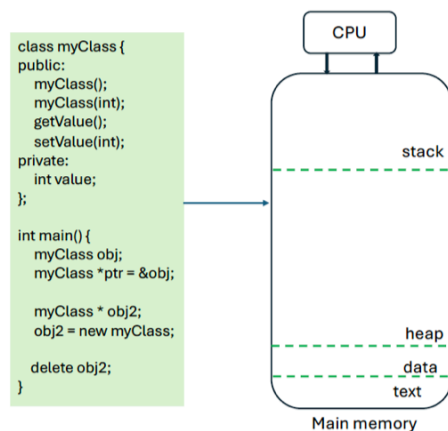 class myClass {
public:
myClass();
myClass(int);
getValue();
setValue(int);
private:
int value;
};
int main() {
myClass obj;
myClass *ptr = &obj;
myClass * obj2;
obj2 = new myClass;
delete obj2;
}
CPU
stack
heap
data
text
Main memory